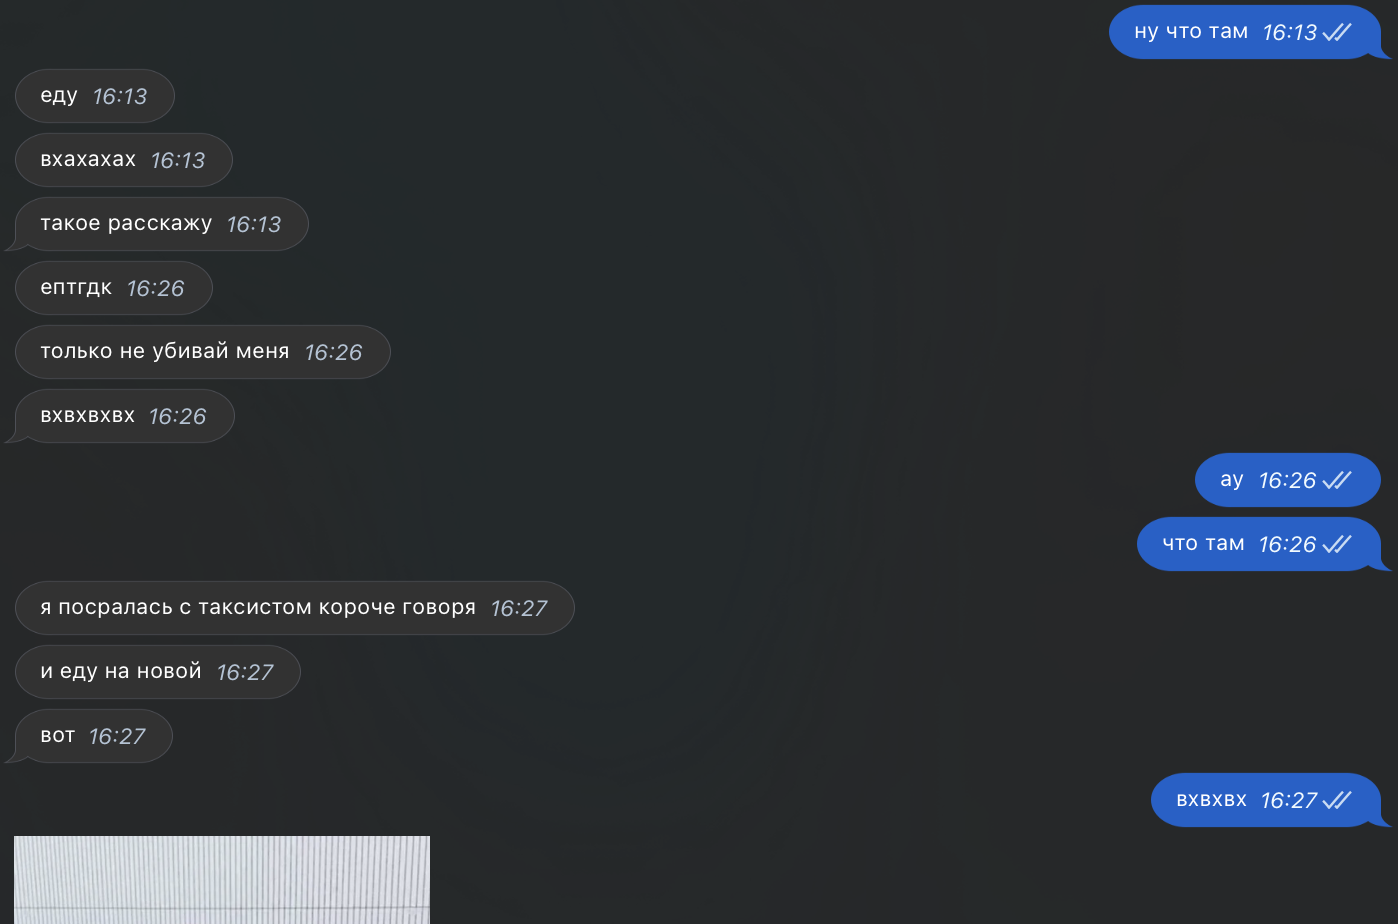 ну что там 16:13
еду 16:13
вхахахах 16:13
такое расскажу 16:13
ептгдк 16:26
только не убивай меня 16:26
вхвхвхвх 16:26
ау 16:26
что там 16:26
я посралась с таксистом короче говоря 16:27
и еду на новой 16:27
вот 16:27
вхвхвх 16:27